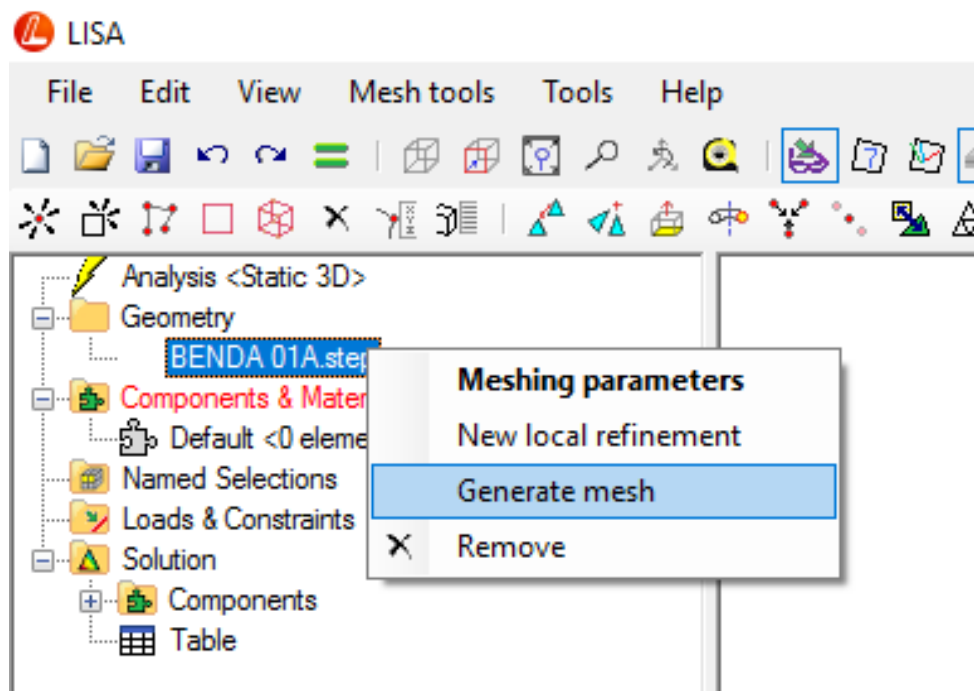 LISA
File Edit View Mesh tools Tools Help
Analysis <Static 3D>
Geometry
BENDA 01A.step
Meshing parameters
Components & Mater
New local refinement
Default <0 eleme
Named Selections
Generate mesh
Loads & Constraints
Remove
Solution
Components
Table